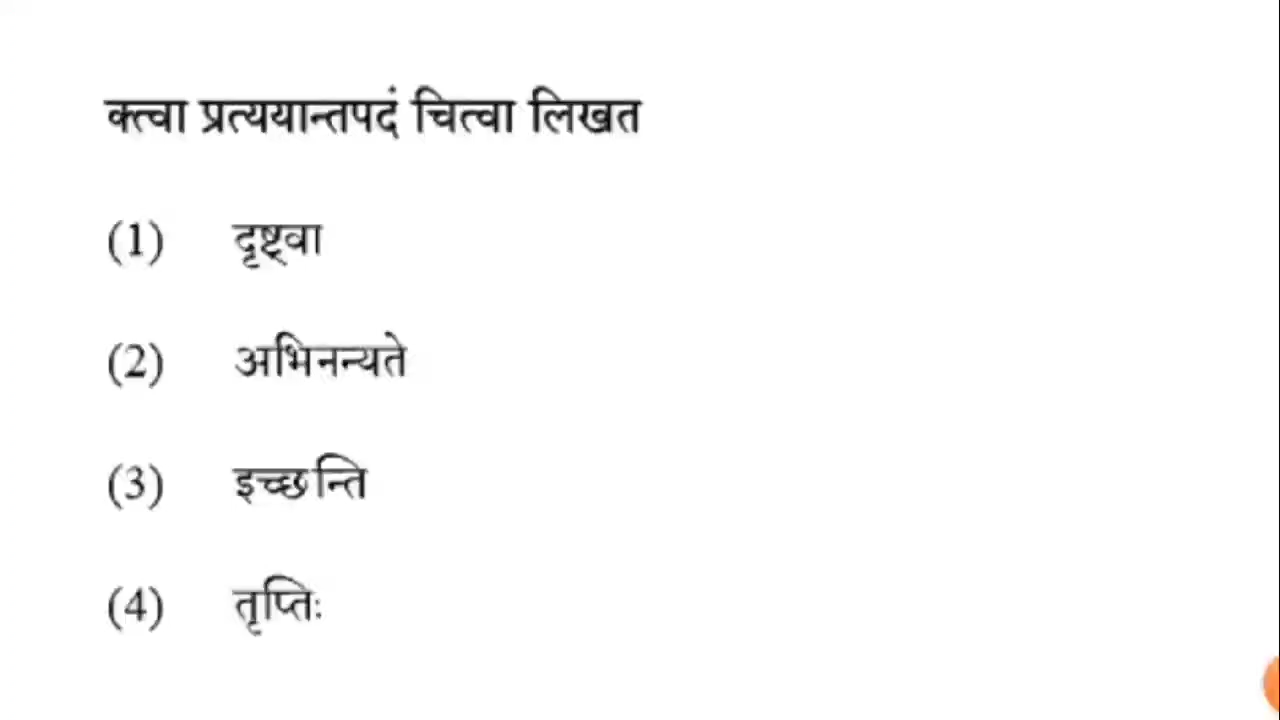 क्त्वा प्रत्ययान्तपदं चित्वा लिखत
(1) दृष्ट्वा
(2) अभिनन्यते
(3) इच्छन्ति
(4) तृप्तिः